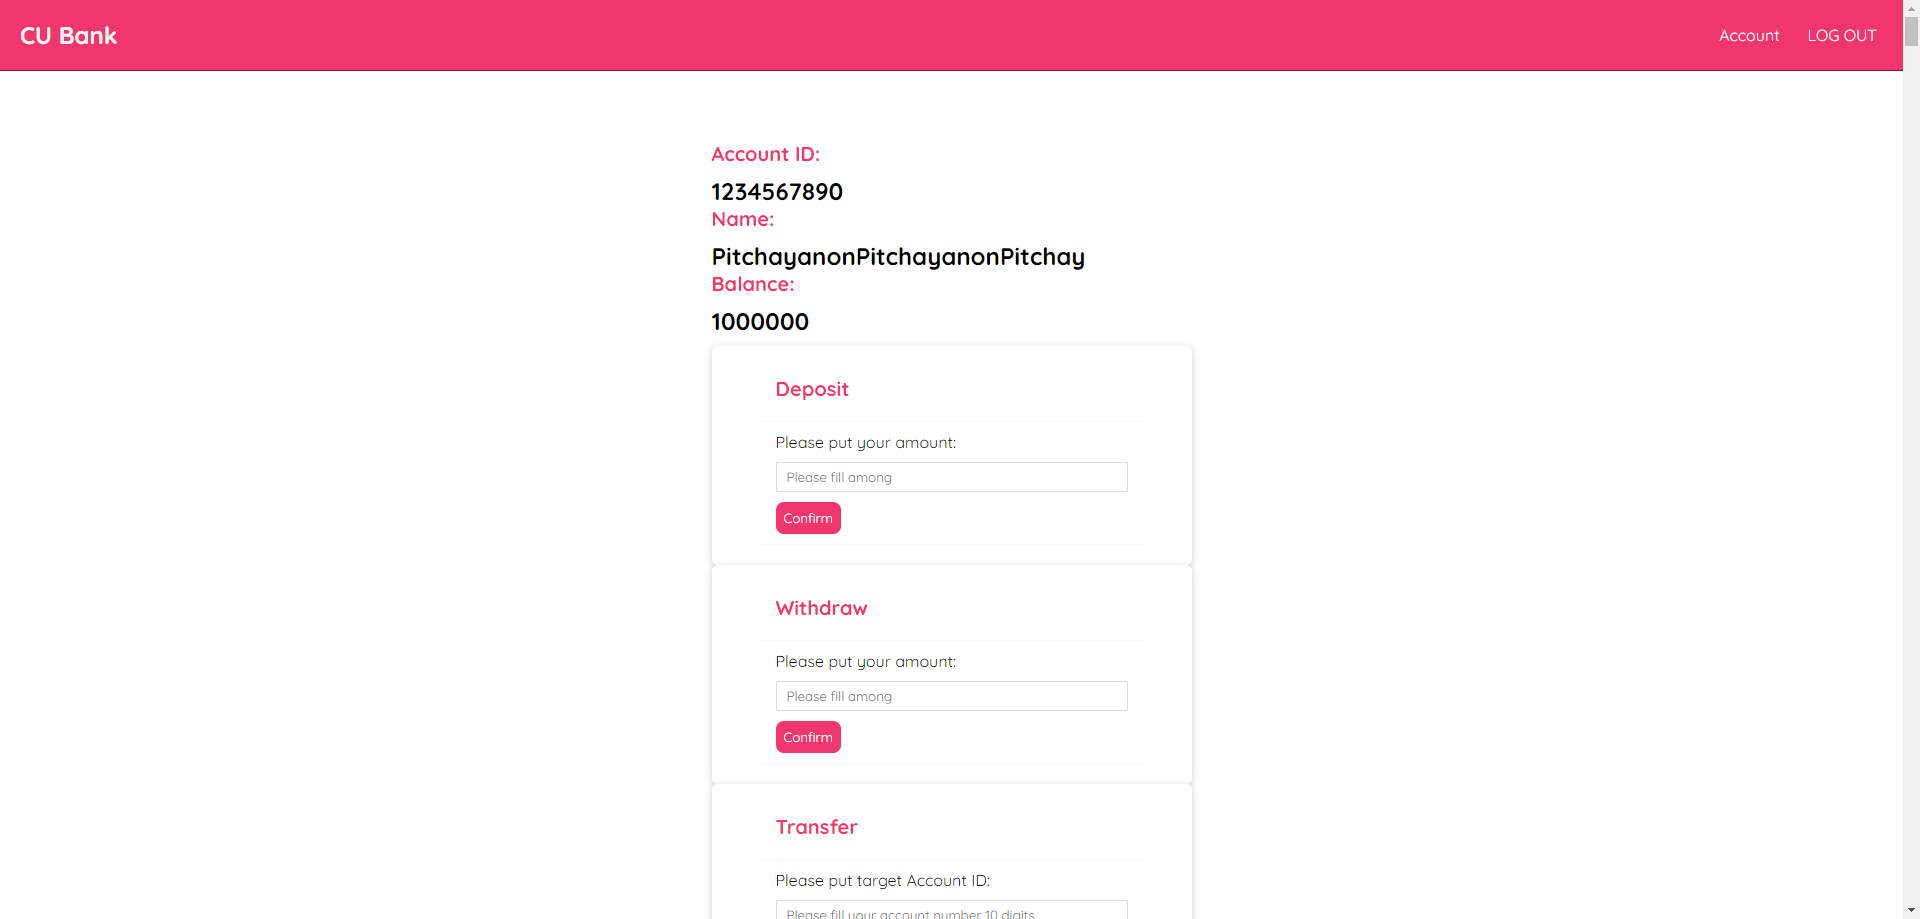 CU Bank
Account
LOG OUT
Account ID:
1234567890
Name:
PitchayanonPitchayanonPitchay
Balance:
1000000
Deposit
Please put your amount:
Please fill among
Confirm
Withdraw
Please put your amount:
Please fill among
Confirm
Transfer
Please put target Account ID:
Please fill your account number 10 digits